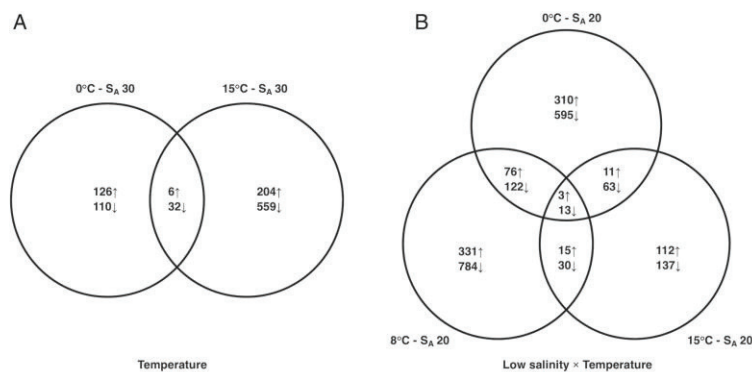 A
0°C - SA 30
15°C - SA 30
126↑
110↓
6↑
32↓
204↑
559↓
Temperature
B
0°C - SA 20
310↑
595↓
76↑
122↓
11↑
63↓
3↑
13↓
331↑
784↓
15↑
30↓
112↑
137↓
8°C - SA 20
15°C - SA 20
Low salinity × Temperature